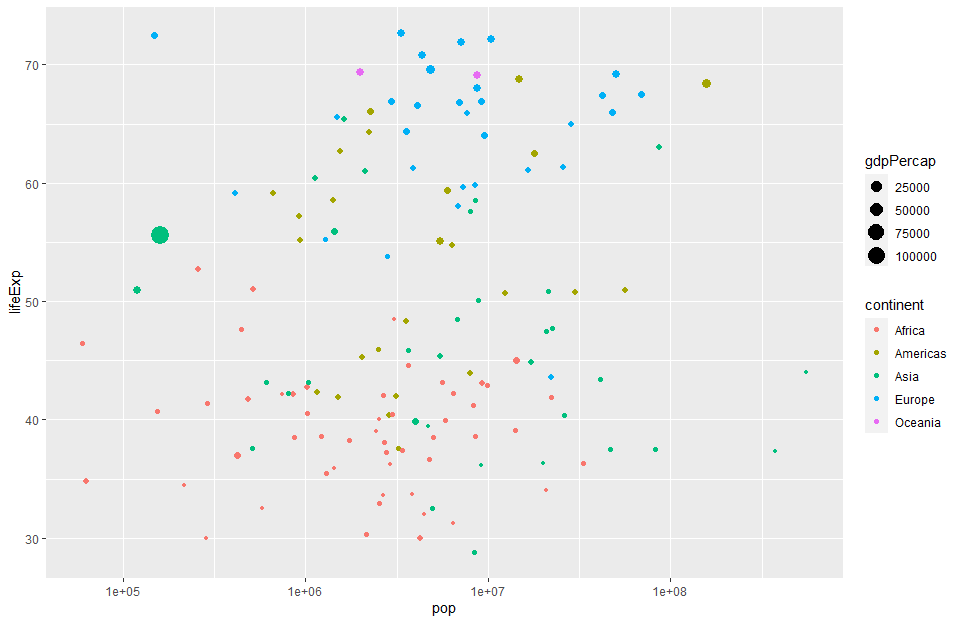 70
60
50
40
30
lifeExp
1e+05 1e+06 1e+07 1e+08
pop
gdpPercap
25000
50000
75000
100000
continent
Africa
Americas
Asia
Europe
Oceania